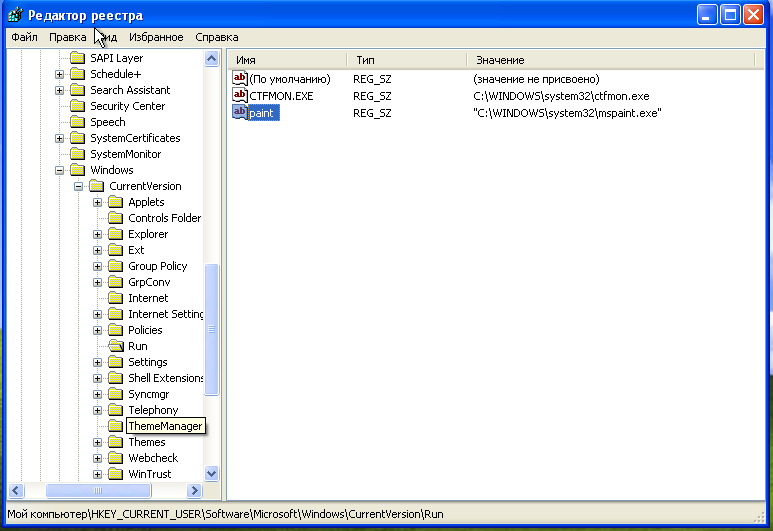 Редактор реестра
Файл Правка ид Избранное Справка
SAPI Layer
Schedule+
Search Assistant
Security Center
Speech
SystemCertificates
SystemMonitor
Windows
CurrentVersion
Applets
Controls Folder
Explorer
Ext
Group Policy
GrpConv
Internet
Internet Setting
Policies
Run
Settings
Shell Extensions
Syncmgr
Telephony
ThemeManager
Themes
Webcheck
WinTrust
Имя Тип Значение
(По умолчанию) REG_SZ (значение не присвоено)
CTFMON.EXE REG_SZ C:\WINDOWS\system32\ctfmon.exe
paint REG_SZ "C:\WINDOWS\system32\mspaint.exe"
Мой компьютер\HKEY_CURRENT_USER\Software\Microsoft\Windows\CurrentVersion\Run